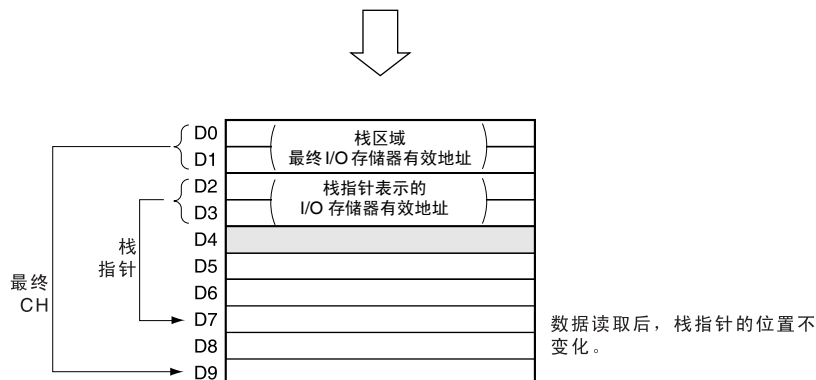 D0
D1
栈区域
最终 I/O 存储器有效地址
D2
D3
栈指针表示的
I/O 存储器有效地址
D4
D5
D6
D7
D8
D9
栈
指针
最终
CH
数据读取后，栈指针的位置不
变化。